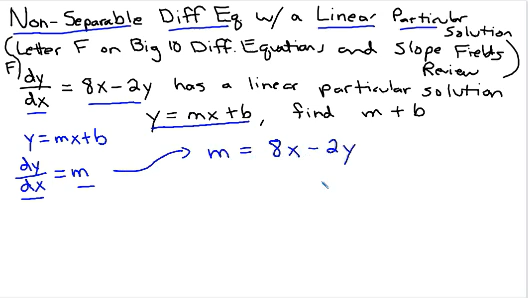 Non-Separable Diff Eq w/ a Linear Particular Solution
(Letter F on Big 10 Diff. Equations and Slope Fields Review)
F) dy/dx = 8x-2y has a linear particular solution
y = mx+b, find m + b
y = mx+b
dy/dx = m → m = 8x-2y